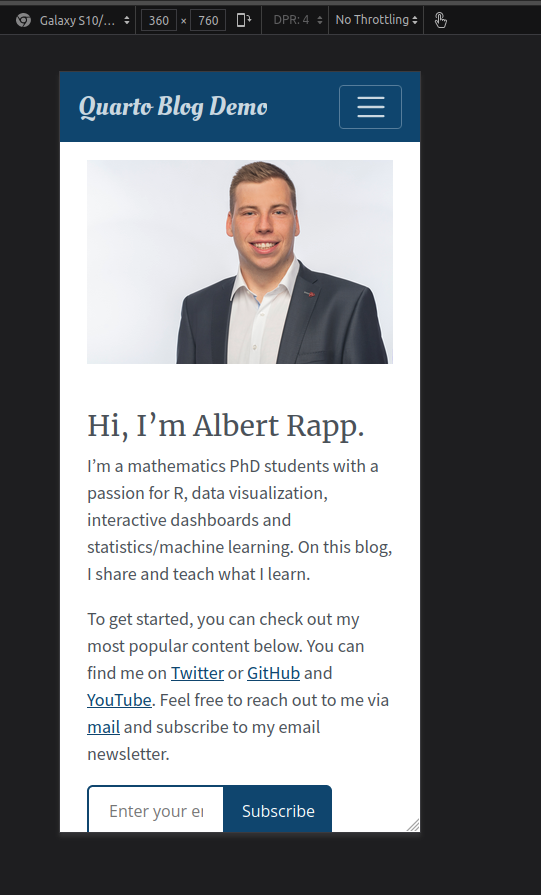 Galaxy S10/... 360 × 760 DPR: 4 No Throttling
Quarto Blog Demo
Hi, I’m Albert Rapp.
I’m a mathematics PhD students with a
passion for R, data visualization,
interactive dashboards and
statistics/machine learning. On this blog,
I share and teach what I learn.
To get started, you can check out my
most popular content below. You can
find me on Twitter or GitHub and
YouTube. Feel free to reach out to me via
mail and subscribe to my email
newsletter.
Enter your er Subscribe